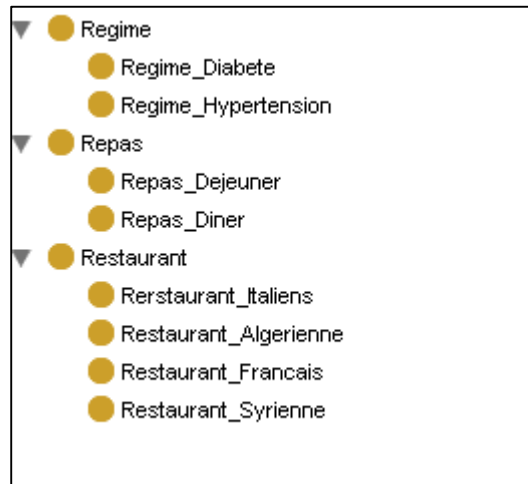 Regime
Regime_Diabete
Regime_Hypertension
Repas
Repas_Dejeuner
Repas_Diner
Restaurant
Rerstaurant_Italiens
Restaurant_Algerienne
Restaurant_Francais
Restaurant_Syrienne